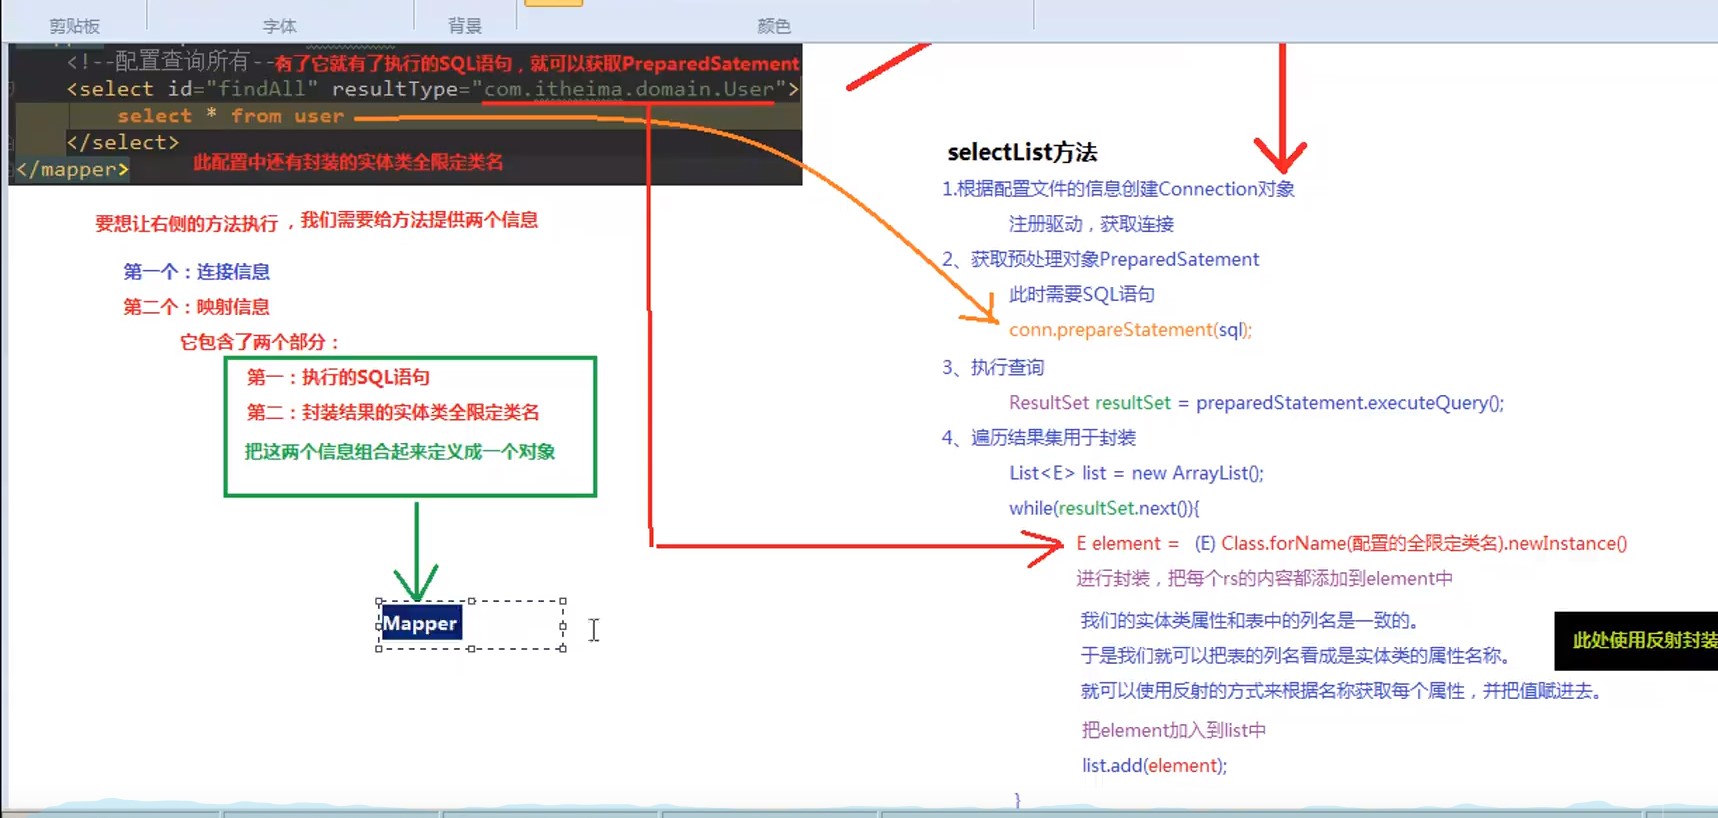 剪贴板
字体
背景
颜色
<!--配置查询所有--
有了它就有了执行的SQL语句，就可以获取PreparedSatement
<select id="findAll" resultType="com.itheima.domain.User">
select * from user
</select>
</mapper>
此配置中还有封装的实体类全限定类名
要想让右侧的方法执行，我们需要给方法提供两个信息
第一个：连接信息
第二个：映射信息
它包含了两个部分：
第一：执行的SQL语句
第二：封装结果的实体类全限定类名
把这两个信息组合起来定义成一个对象
Mapper
selectList方法
1.根据配置文件的信息创建Connection对象
注册驱动，获取连接
2、获取预处理对象PreparedSatement
此时需要SQL语句
conn.prepareStatement(sql);
3、执行查询
ResultSet resultSet = preparedStatement.executeQuery();
4、遍历结果集用于封装
List<E> list = new ArrayList();
while(resultSet.next()){
E element = (E) Class.forName(配置的全限定类名).newInstance()
进行封装，把每个rs的内容都添加到element中
我们的实体类属性和表中的列名是一致的。
于是我们就可以把表的列名看成是实体类的属性名称。
就可以使用反射的方式来根据名称获取每个属性，并把值赋进去。
把element加入到list中
list.add(element);
}
此处使用反射封装